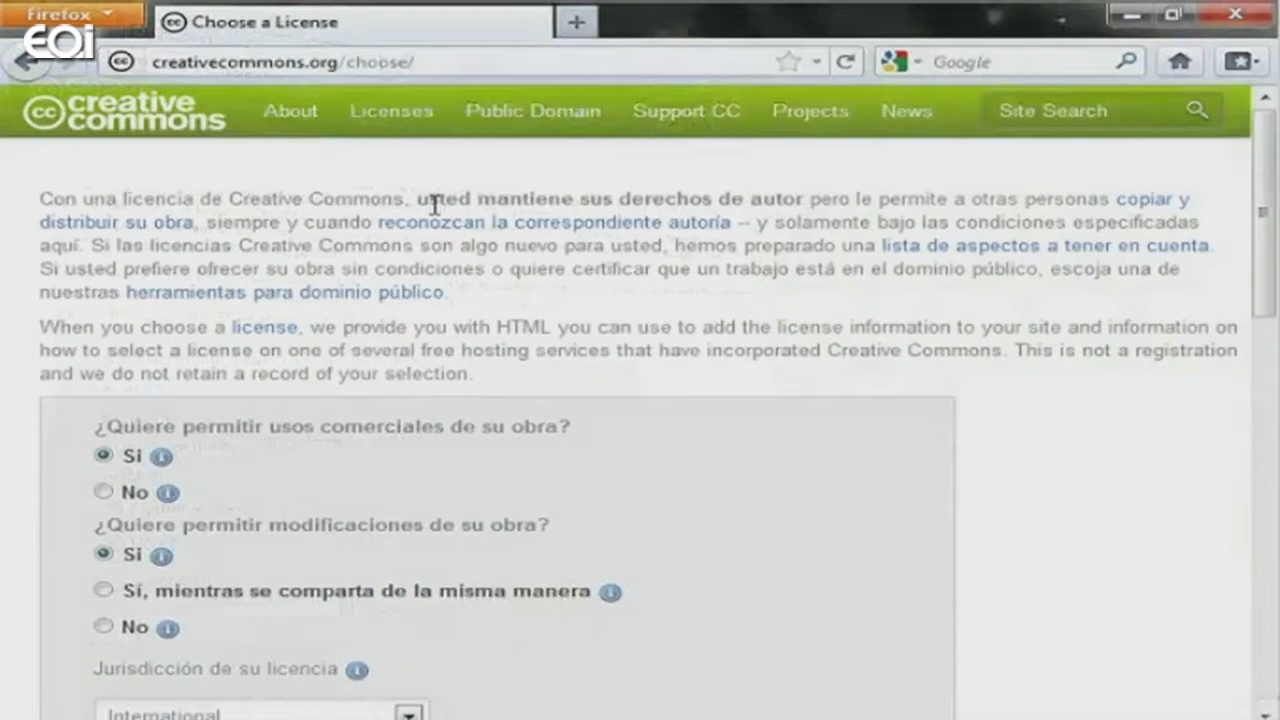 Firefox
Choose a License
EOi
creativecommons.org/choose/
Google
creative commons
About Licenses Public Domain Support CC Projects News
Site Search
Con una licencia de Creative Commons, usted mantiene sus derechos de autor pero le permite a otras personas copiar y
distribuir su obra, siempre y cuando reconozcan la correspondiente autoría -- y solamente bajo las condiciones especificadas
aquí. Si las licencias Creative Commons son algo nuevo para usted, hemos preparado una lista de aspectos a tener en cuenta.
Si usted prefiere ofrecer su obra sin condiciones o quiere certificar que un trabajo está en el dominio público, escoja una de
nuestras herramientas para dominio público.
When you choose a license, we provide you with HTML you can use to add the license information to your site and information on
how to select a license on one of several free hosting services that have incorporated Creative Commons. This is not a registration
and we do not retain a record of your selection.
¿Quiere permitir usos comerciales de su obra?
Si
No
¿Quiere permitir modificaciones de su obra?
Si
Sí, mientras se comparta de la misma manera
No
Jurisdicción de su licencia
International